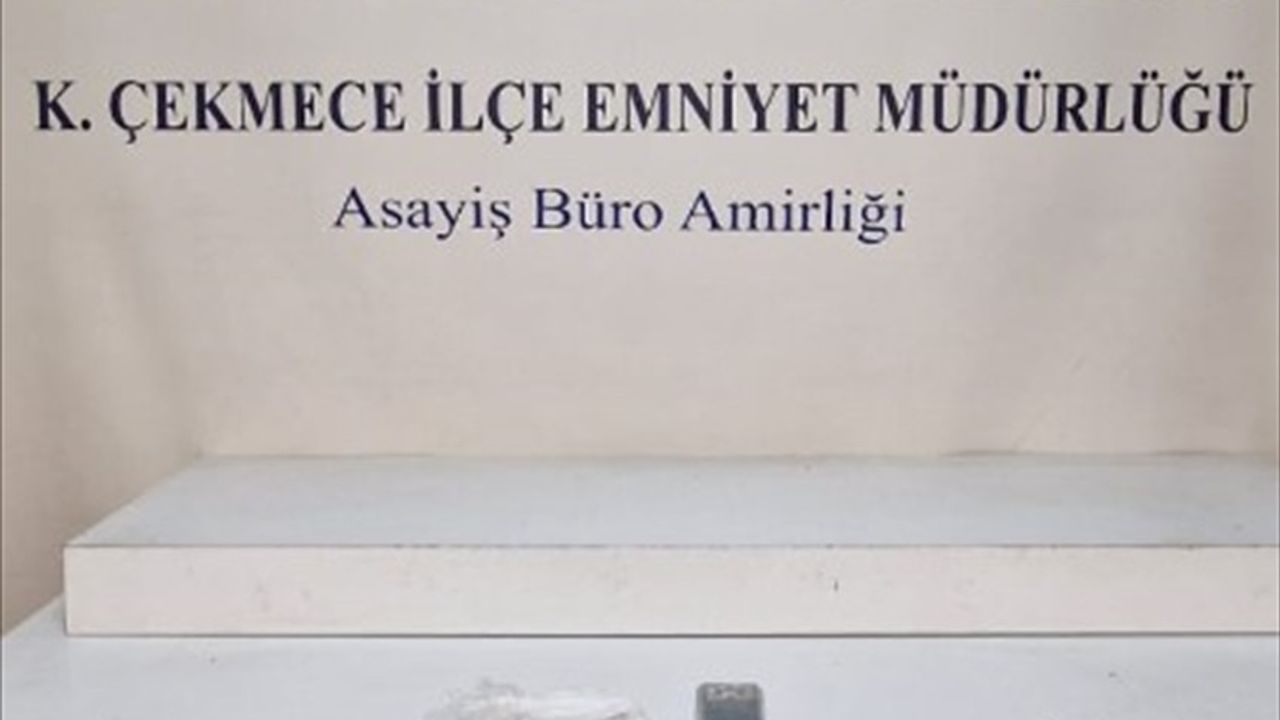 K. ÇEKMECE İLÇE EMNİYET MÜDÜRLÜĞÜ
Asayiş Büro Amirliği